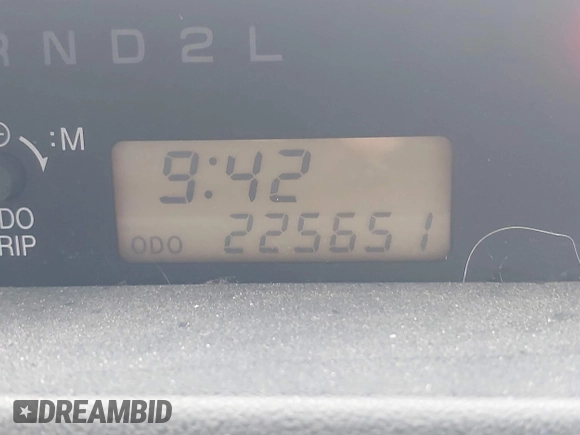 R N D 2 L
:M
9:42
ODO 225651
DO
RIP
DREAMBID